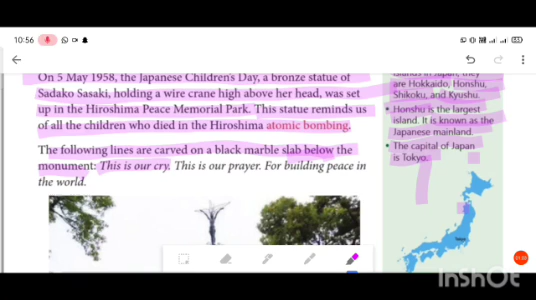 10:56
On 5 May 1958, the Japanese Children's Day, a bronze statue of
Sadako Sasaki, holding a wire crane high above her head, was set
up in the Hiroshima Peace Memorial Park. This statue reminds us
of all the children who died in the Hiroshima atomic bombing.
The following lines are carved on a black marble slab below the
monument: This is our cry. This is our prayer. For building peace in
the world.
islands in Japan, they
are Hokkaido, Honshu,
Shikoku, and Kyushu.
• Honshu is the largest
island. It is known as the
Japanese mainland.
• The capital of Japan
is Tokyo.
Tokyo
InShOt